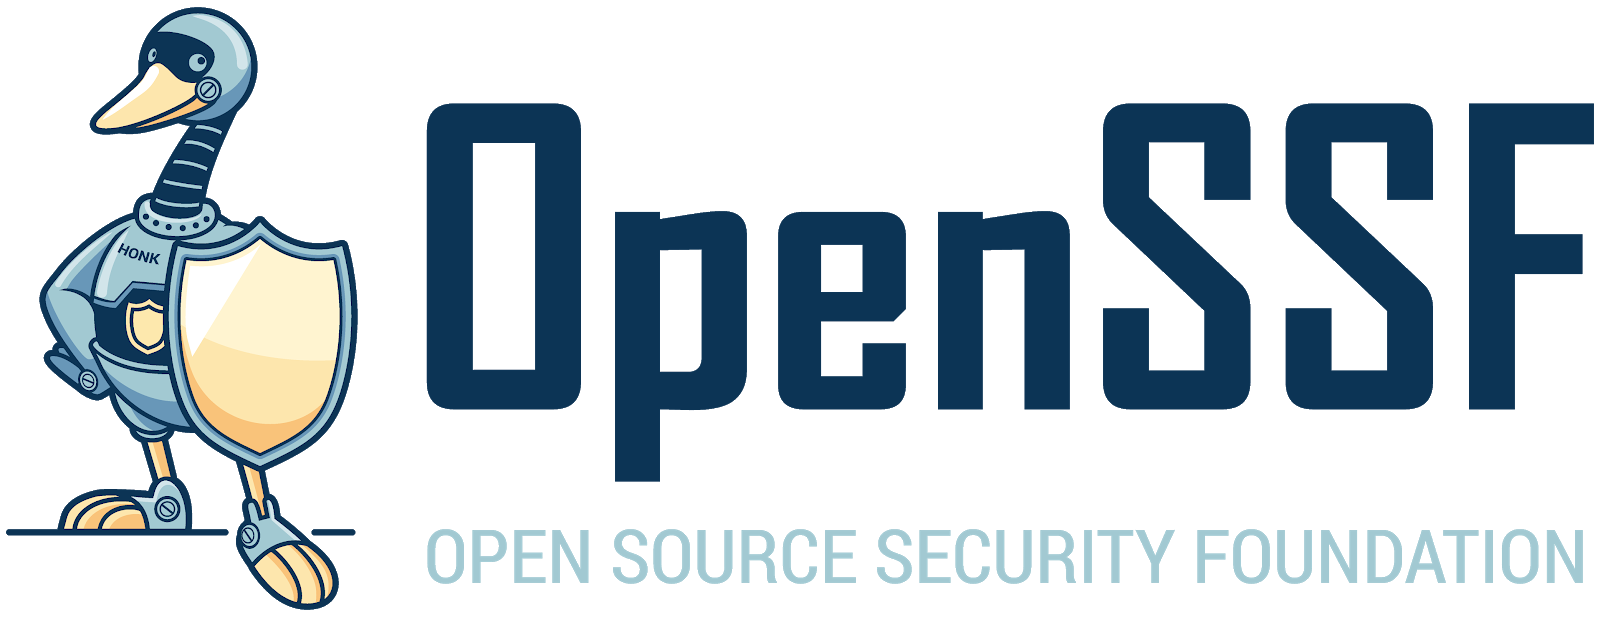 HONK
OpenSSF
OPEN SOURCE SECURITY FOUNDATION